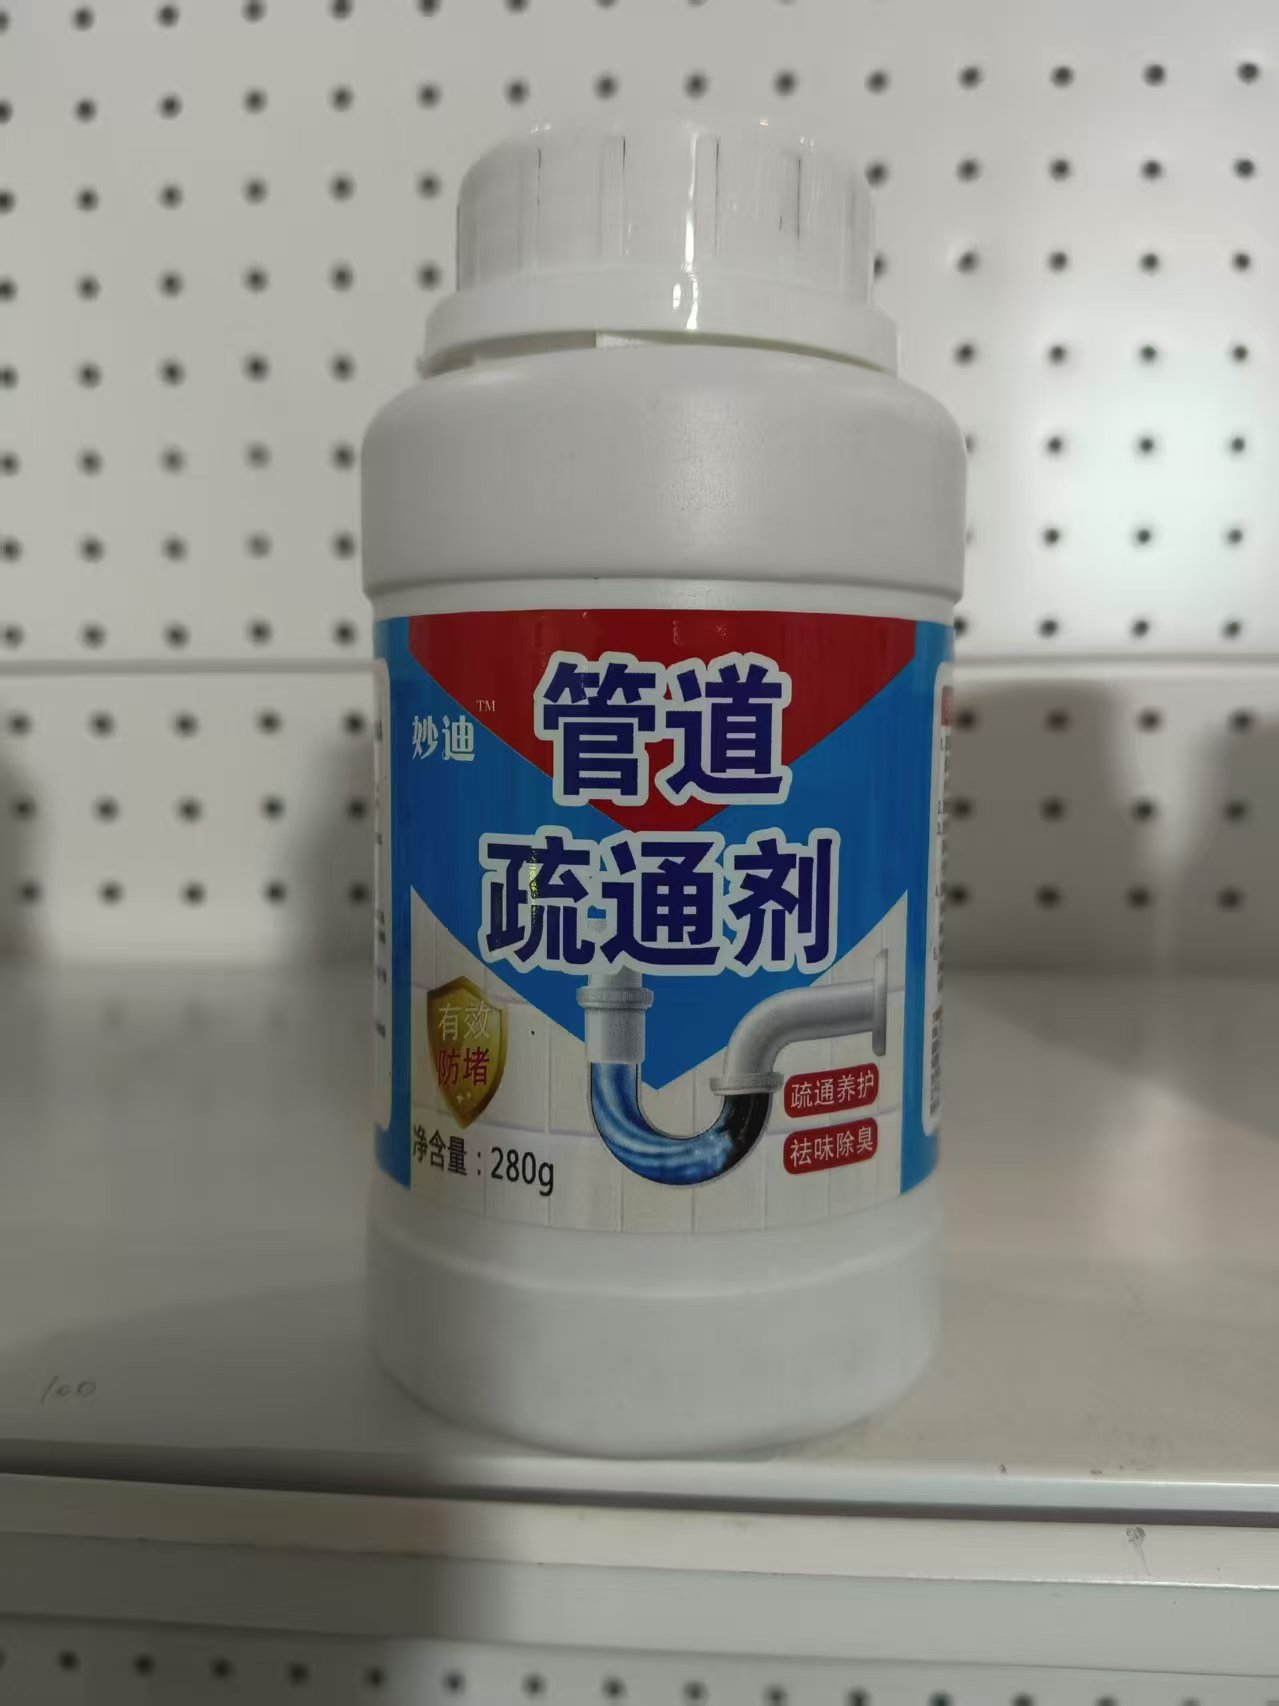 妙迪 TM
管道
疏通剂
有效
防堵
疏通养护
祛味除臭
净含量：280g
100